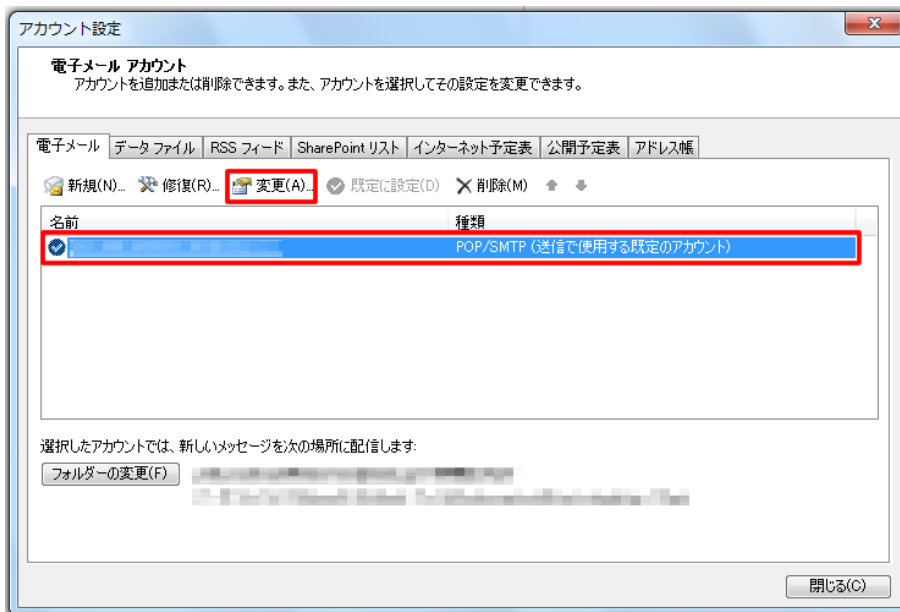 アカウント設定
電子メール アカウント
アカウントを追加または削除できます。また、アカウントを選択してその設定を変更できます。
電子メール データ ファイル RSS フィード SharePoint リスト インターネット予定表 公開予定表 アドレス帳
新規(N)... 修復(R)... 変更(A)... 既定に設定(D) 削除(M)
名前 種類
POP/SMTP (送信で使用する既定のアカウント)
選択したアカウントでは、新しいメッセージを次の場所に配信します:
フォルダーの変更(F)
閉じる(C)